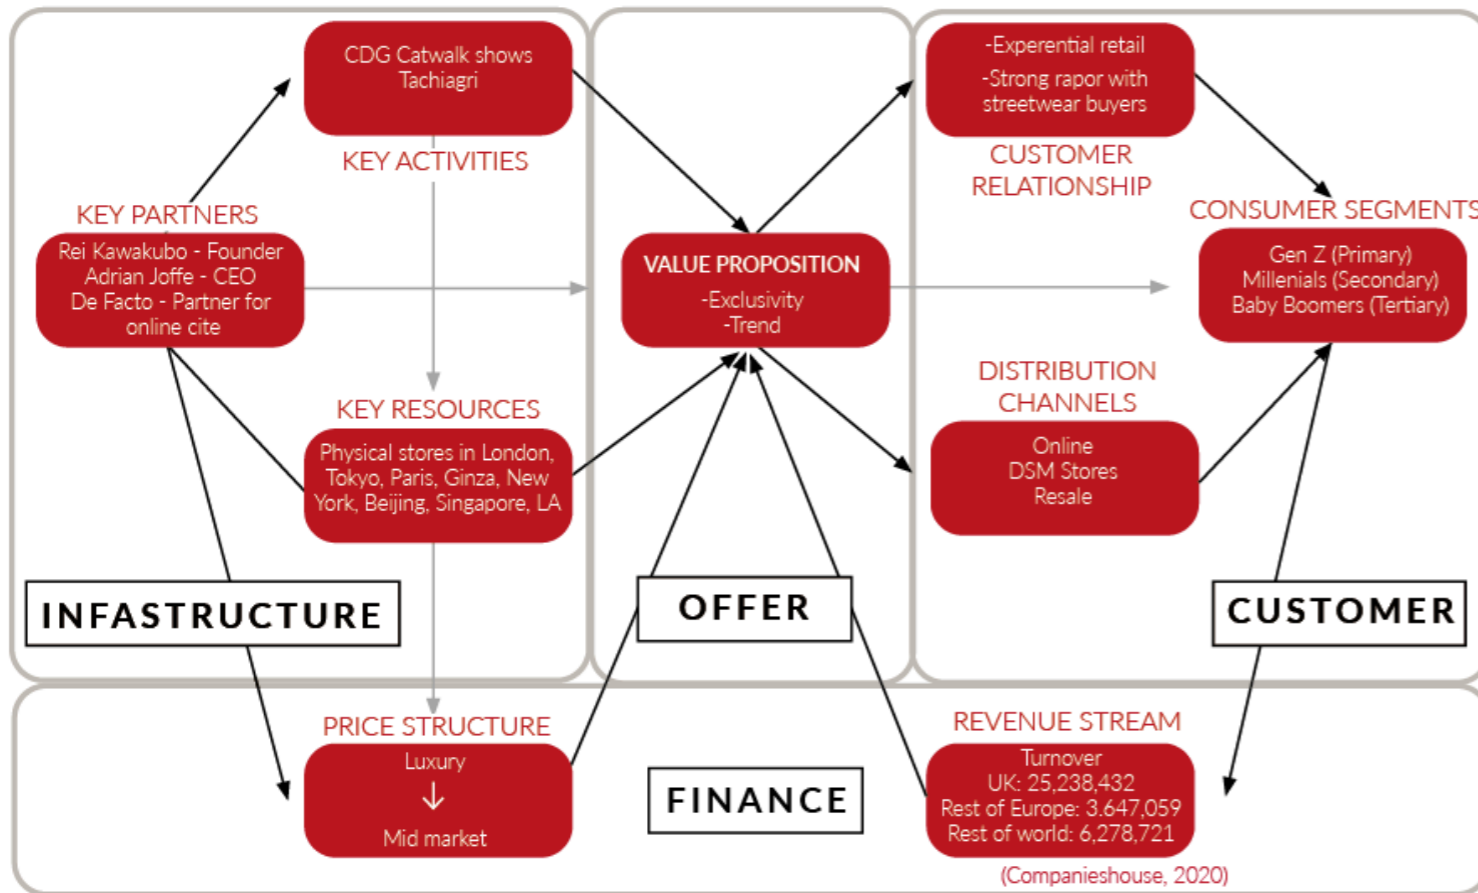 CDG Catwalk shows
Tachiagri
KEY ACTIVITIES
KEY PARTNERS
Rei Kawakubo - Founder
Adrian Joffe - CEO
De Facto - Partner for
online cite
KEY RESOURCES
Physical stores in London,
Tokyo, Paris, Ginza, New
York, Beijing, Singapore, LA
INFASTRUCTURE
VALUE PROPOSITION
-Exclusivity
-Trend
OFFER
-Experential retail
-Strong rapor with
streetwear buyers
CUSTOMER
RELATIONSHIP
CONSUMER SEGMENTS
Gen Z (Primary)
Millenials (Secondary)
Baby Boomers (Tertiary)
DISTRIBUTION
CHANNELS
Online
DSM Stores
Resale
CUSTOMER
PRICE STRUCTURE
Luxury
↓
Mid market
FINANCE
REVENUE STREAM
Turnover
UK: 25,238,432
Rest of Europe: 3.647,059
Rest of world: 6,278,721
(Companieshouse, 2020)